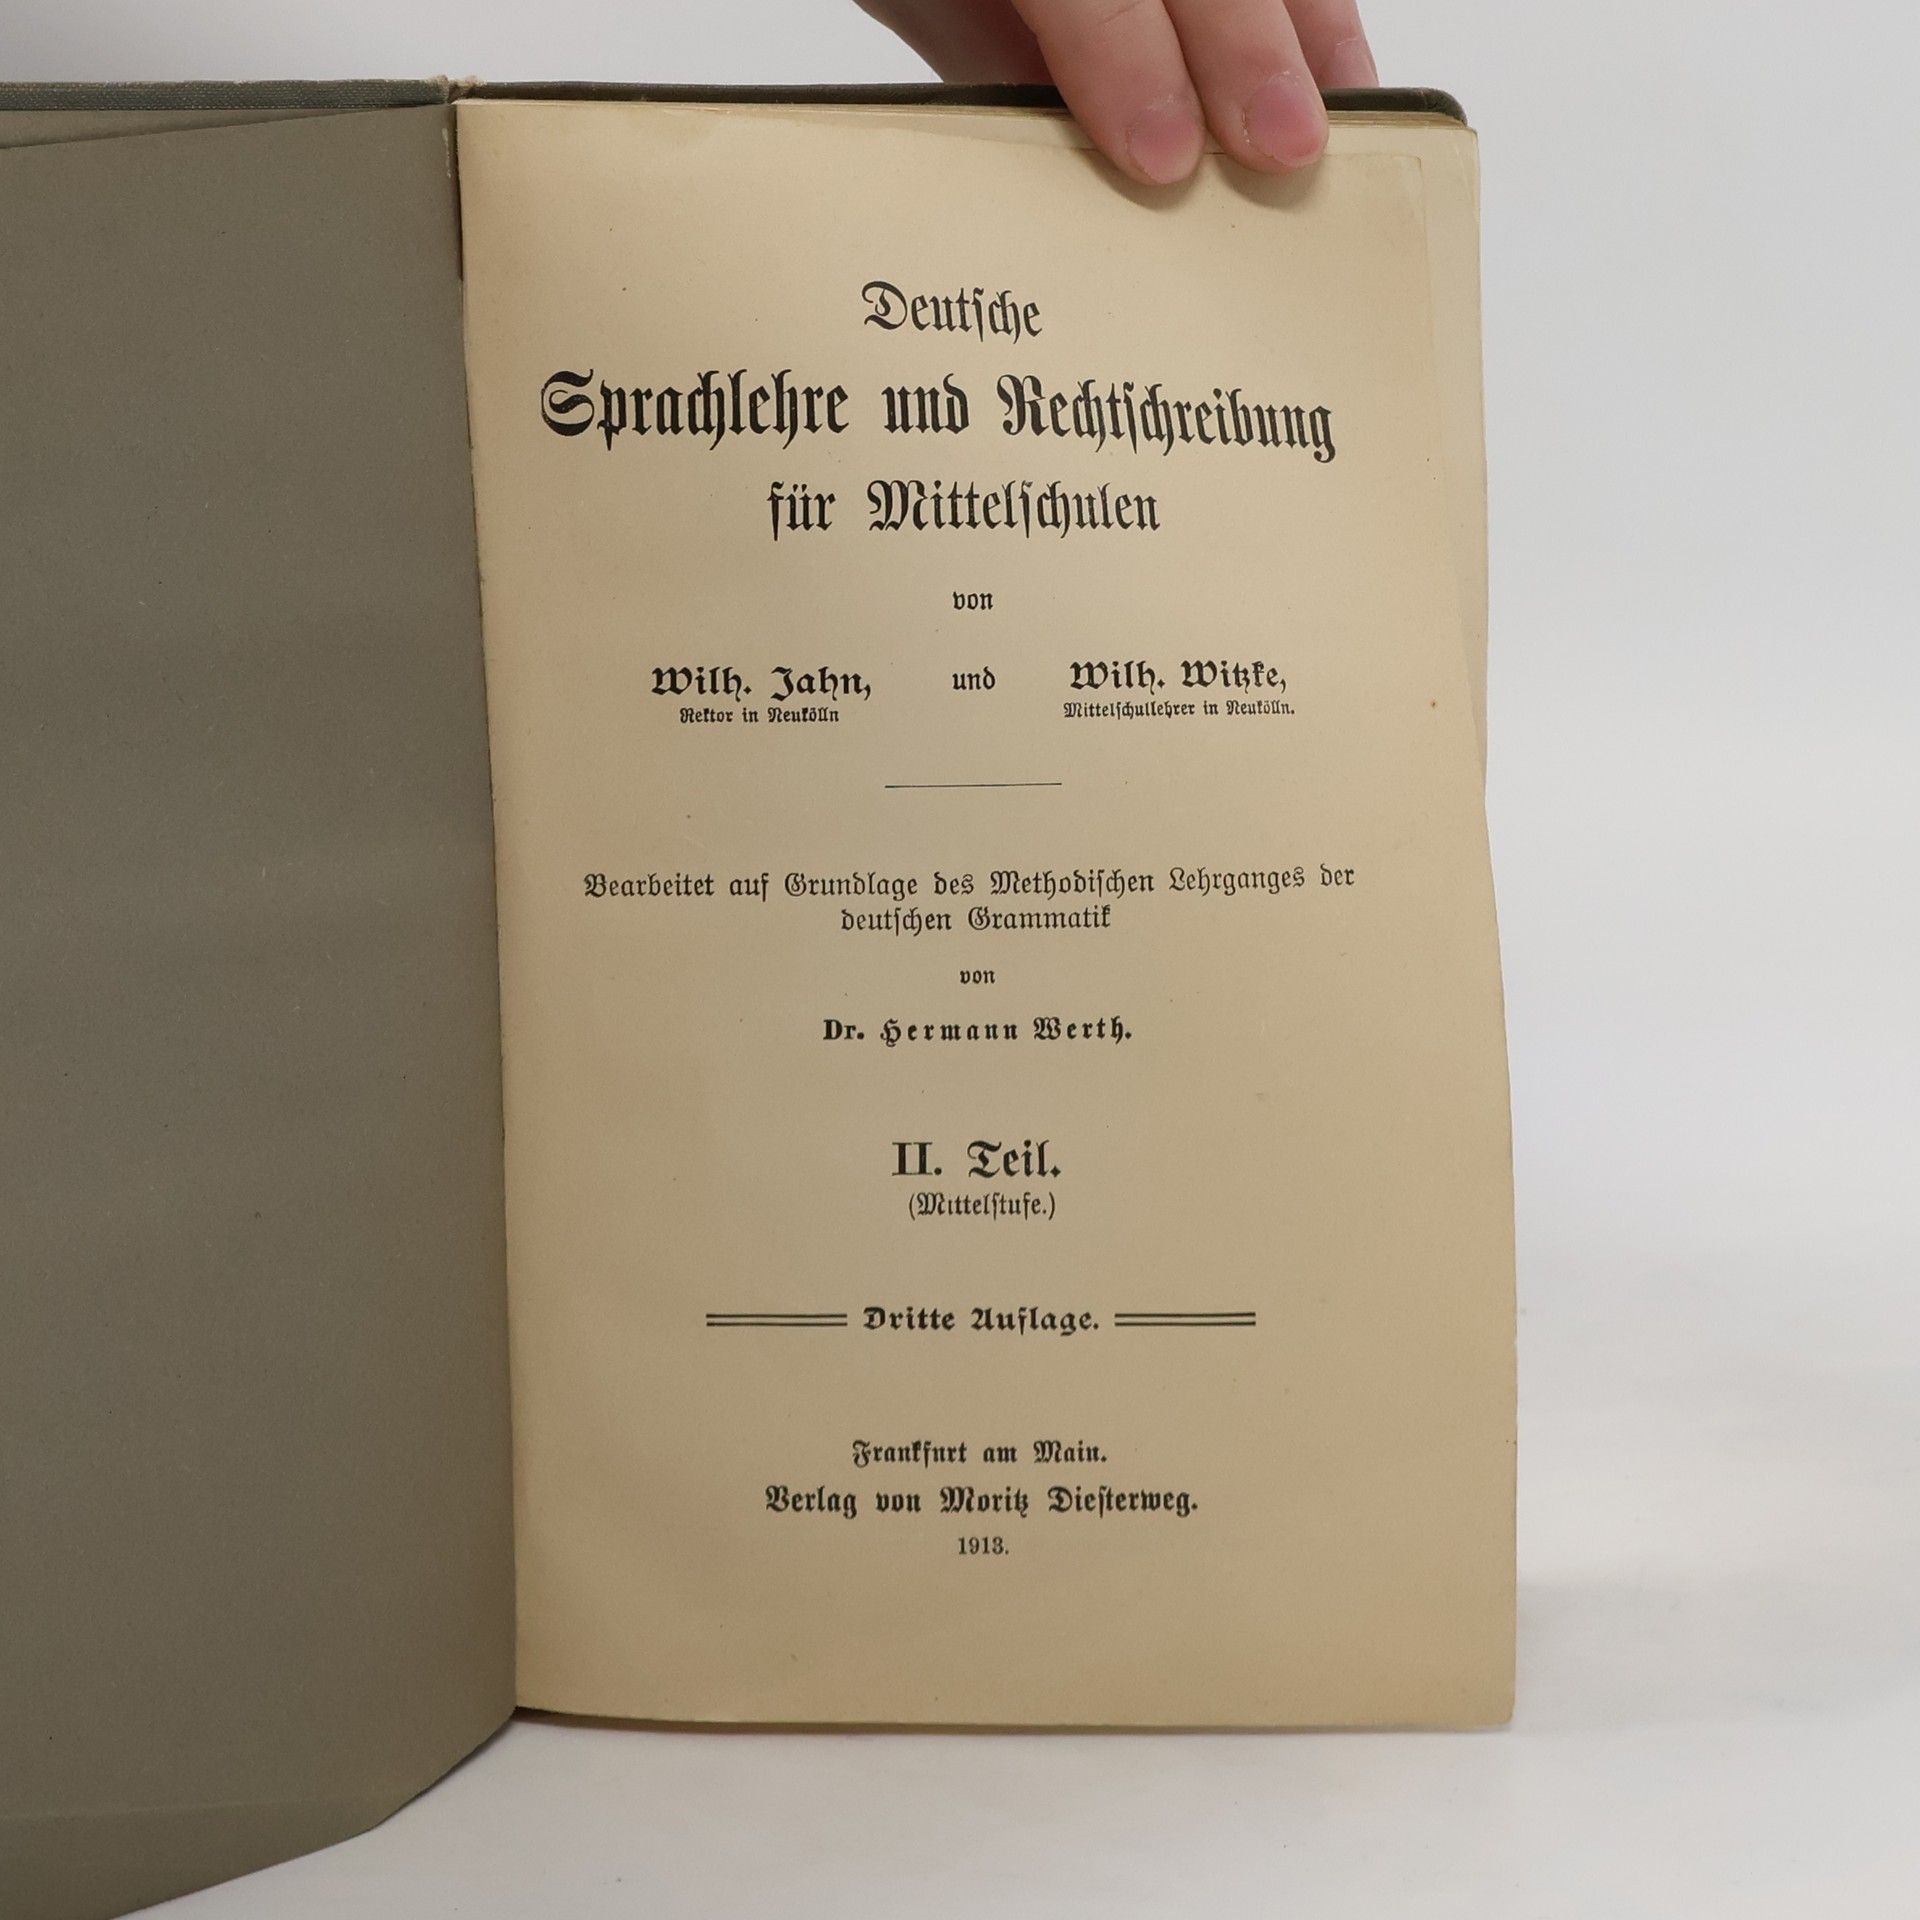 Deutsche
Sprachlehre und Rechtschreibung
für Mittelschulen
von
Wilh. Jahn, und Wilh. Witzke,
Rektor in Neukölln Mittelschullehrer in Neukölln.
Bearbeitet auf Grundlage des Methodischen Lehrganges der
deutschen Grammatik
von
Dr. Hermann Werth.
II. Teil.
(Mittelstufe.)
Dritte Auflage.
Frankfurt am Main.
Verlag von Moritz Diesterweg.
1913.